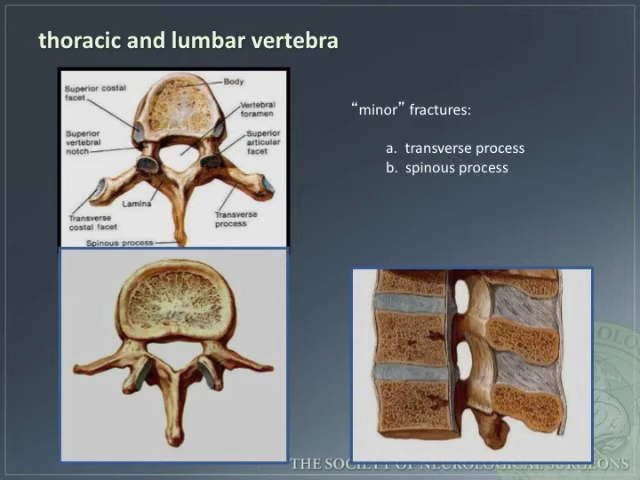 thoracic and lumbar vertebra
Superior costal
facet
Body
Vertebral
foramen
Superior
vertebral
notch
Superior
articular
facet
Lamina
Transverse
costal facet
Transverse
process
Spinous process
“minor” fractures:
a. transverse process
b. spinous process
THE SOCIETY OF NEUROLOGICAL SURGEONS